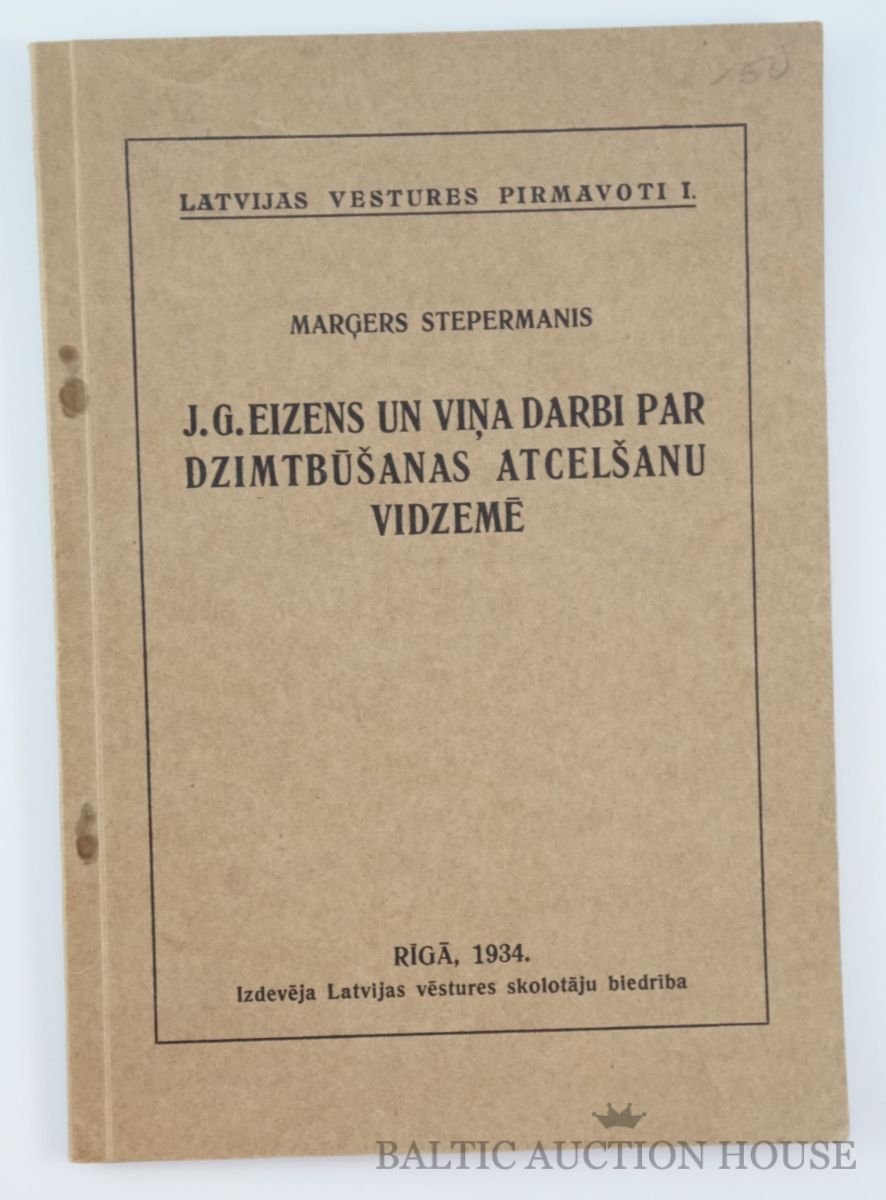 50
LATVIJAS VESTURES PIRMAVOTI I.
MARĢERS STEPERMANIS
J. G. EIZENS UN VIŅA DARBI PAR
DZIMTBŪŠANAS ATCELŠANU
VIDZEMĒ
RĪGĀ, 1934.
Izdevēja Latvijas vēstures skolotāju biedrība
BALTIC AUCTION HOUSE